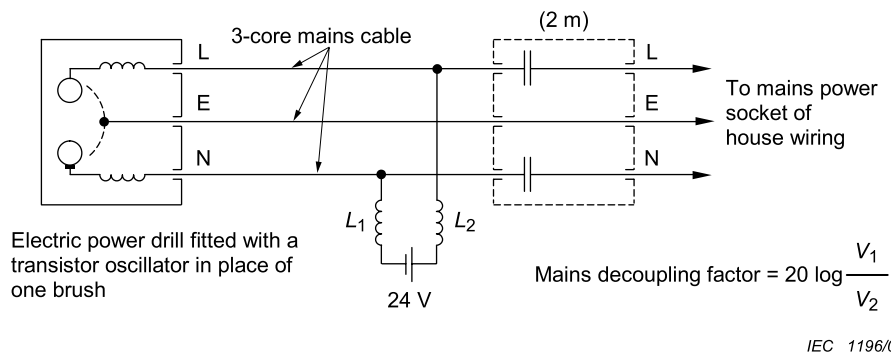 (2 m)
3-core mains cable
L
L
E
E
N
N
To mains power
socket of
house wiring
L1
L2
24 V
Electric power drill fitted with a
transistor oscillator in place of
one brush
Mains decoupling factor = 20 log V1
V2
IEC 1196/0